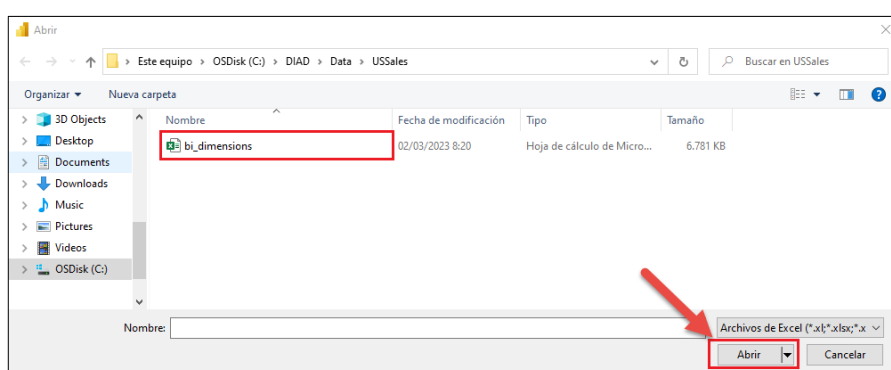 Abrir
Este equipo > OSDisk (C:) > DIAD > Data > USSales
Buscar en USSales
Organizar Nueva carpeta
3D Objects
Desktop
Documents
Downloads
Music
Pictures
Videos
OSDisk (C:)
Nombre Fecha de modificación Tipo Tamaño
bi_dimensions 02/03/2023 8:20 Hoja de cálculo de Micro... 6.781 KB
Nombre:
Archivos de Excel (*.xl;*.xlsx;*.x
Abrir Cancelar